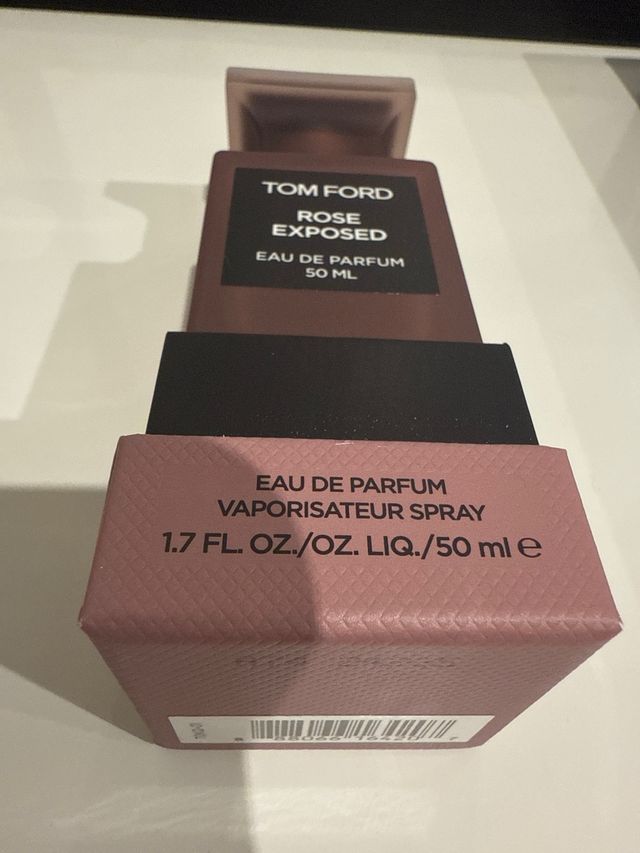 TOM FORD
ROSE
EXPOSED
EAU DE PARFUM
50 ML
EAU DE PARFUM
VAPORISATEUR SPRAY
1.7 FL. OZ./OZ. LIQ./50 ml ℮